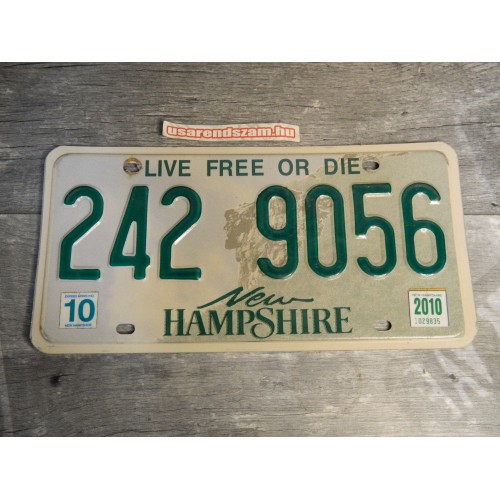 usarendszam.hu
LIVE FREE OR DIE
242 9056
10
2010
New
HAMPSHIRE